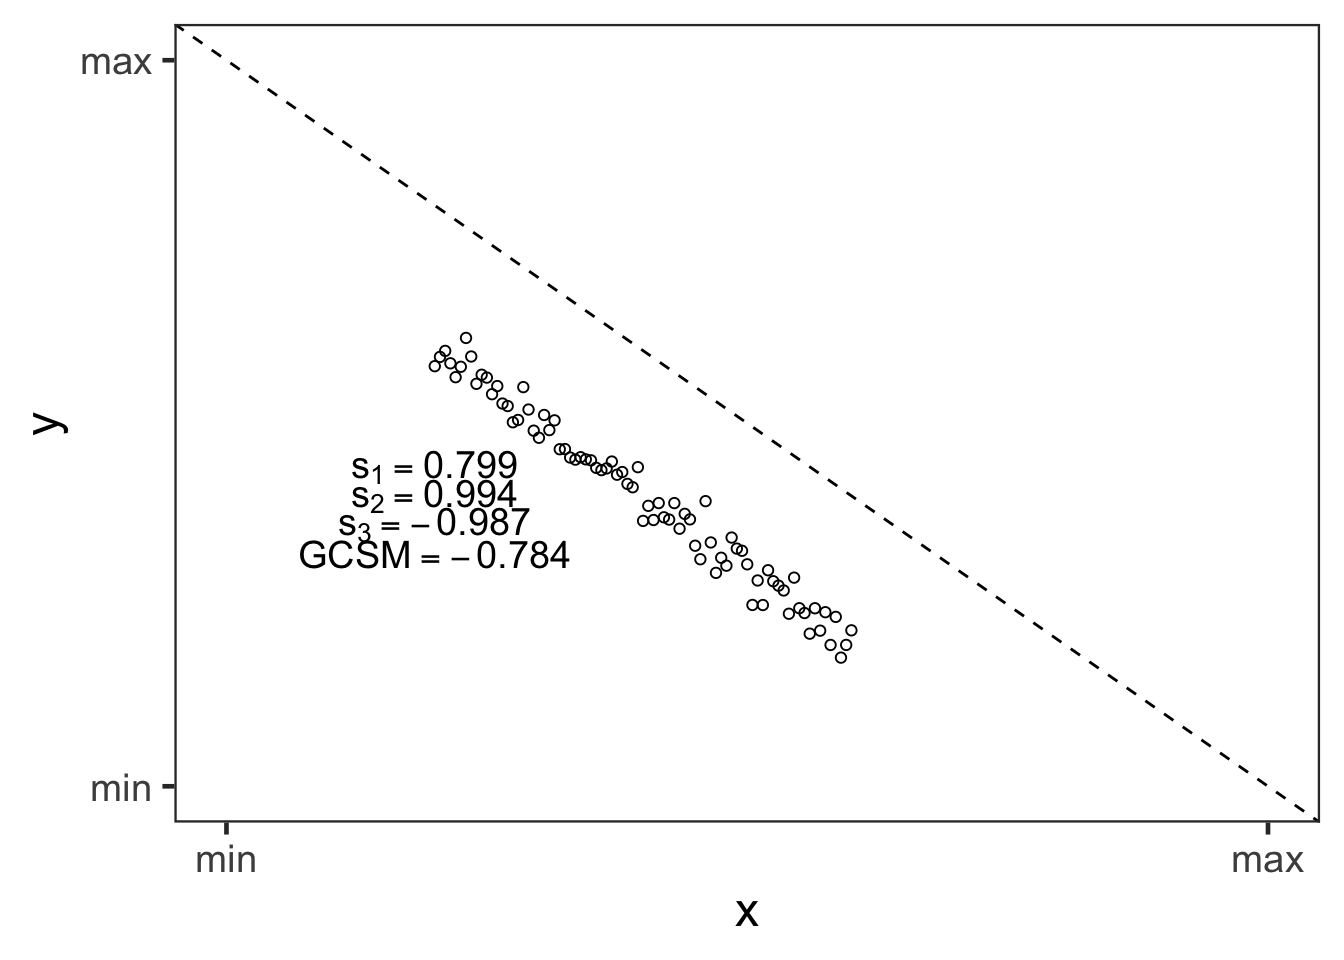 max
y
s₁ = 0.799
s₂ = 0.994
s₃ = −0.987
GCSM = −0.784
min
min max
x